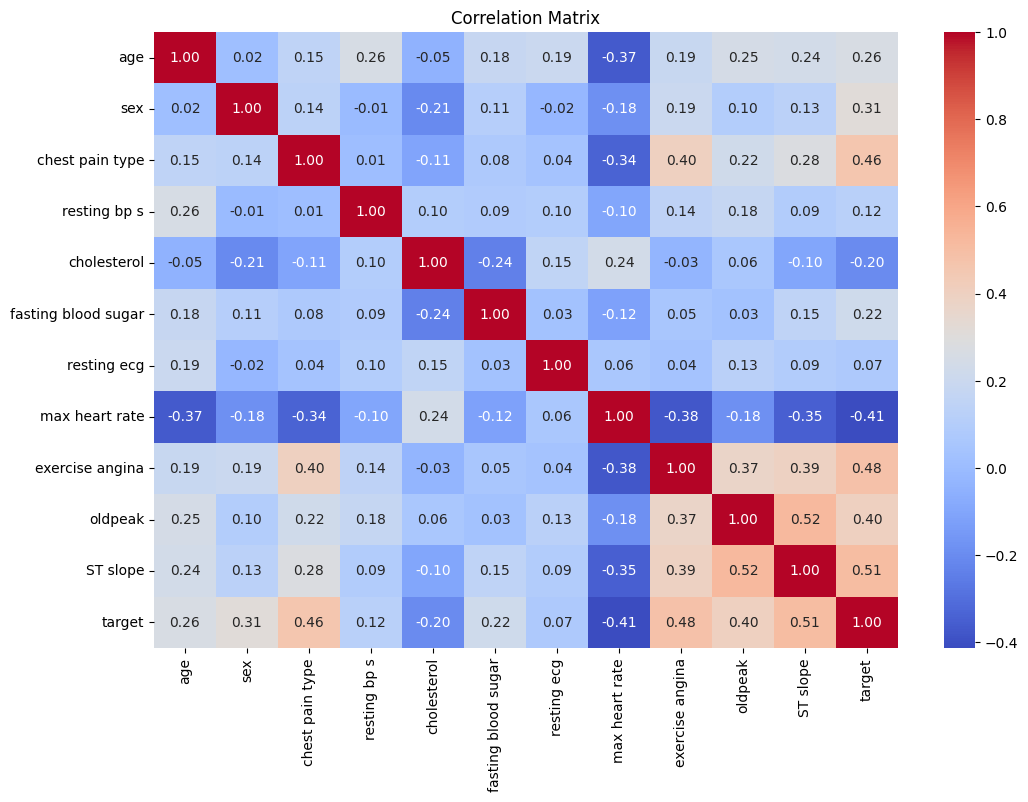 Correlation Matrix
age 1.00 0.02 0.15 0.26 -0.05 0.18 0.19 -0.37 0.19 0.25 0.24 0.26
sex 0.02 1.00 0.14 -0.01 -0.21 0.11 -0.02 -0.18 0.19 0.10 0.13 0.31
chest pain type 0.15 0.14 1.00 0.01 -0.11 0.08 0.04 -0.34 0.40 0.22 0.28 0.46
resting bp s 0.26 -0.01 0.01 1.00 0.10 0.09 0.10 -0.10 0.14 0.18 0.09 0.12
cholesterol -0.05 -0.21 -0.11 0.10 1.00 -0.24 0.15 0.24 -0.03 0.06 -0.10 -0.20
fasting blood sugar 0.18 0.11 0.08 0.09 -0.24 1.00 0.03 -0.12 0.05 0.03 0.15 0.22
resting ecg 0.19 -0.02 0.04 0.10 0.15 0.03 1.00 0.06 0.04 0.13 0.09 0.07
max heart rate -0.37 -0.18 -0.34 -0.10 0.24 -0.12 0.06 1.00 -0.38 -0.18 -0.35 -0.41
exercise angina 0.19 0.19 0.40 0.14 -0.03 0.05 0.04 -0.38 1.00 0.37 0.39 0.48
oldpeak 0.25 0.10 0.22 0.18 0.06 0.03 0.13 -0.18 0.37 1.00 0.52 0.40
ST slope 0.24 0.13 0.28 0.09 -0.10 0.15 0.09 -0.35 0.39 0.52 1.00 0.51
target 0.26 0.31 0.46 0.12 -0.20 0.22 0.07 -0.41 0.48 0.40 0.51 1.00
age
sex
chest pain type
resting bp s
cholesterol
fasting blood sugar
resting ecg
max heart rate
exercise angina
oldpeak
ST slope
target
1.0
0.8
0.6
0.4
0.2
0.0
−0.2
−0.4